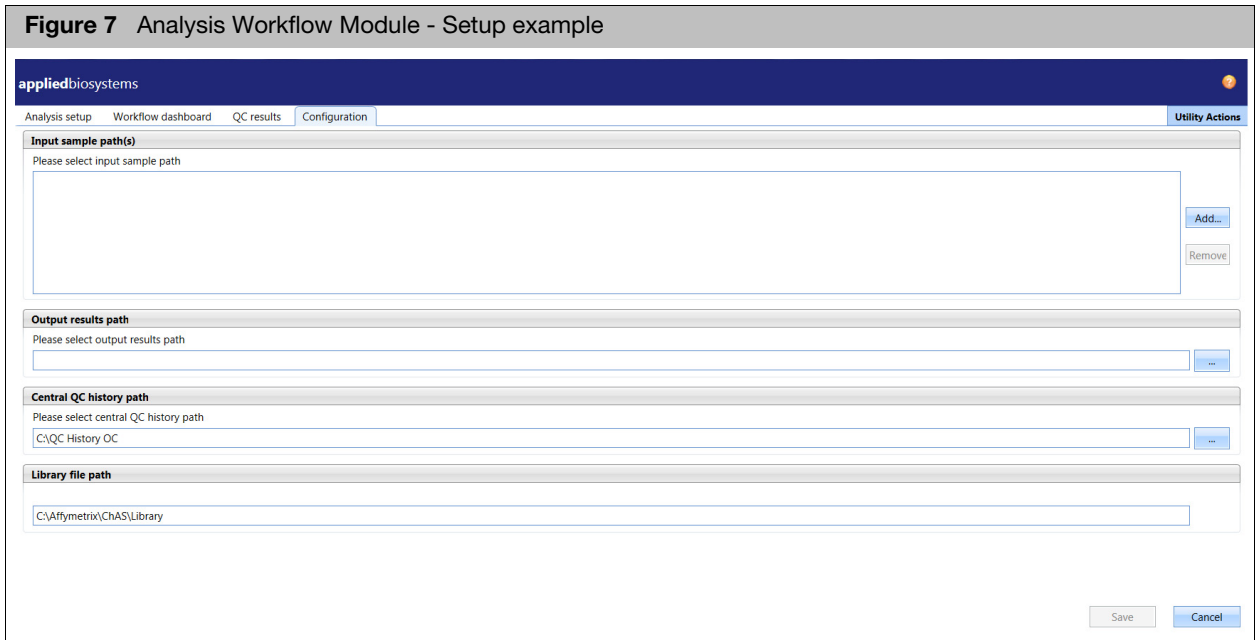 Figure 7 Analysis Workflow Module - Setup example
appliedbiosystems
?
Analysis setup Workflow dashboard QC results Configuration Utility Actions
Input sample path(s)
Please select input sample path
Add...
Remove
Output results path
Please select output results path
...
Central QC history path
Please select central QC history path
C:\QC History OC
...
Library file path
C:\Affymetrix\ChAS\Library
Save Cancel